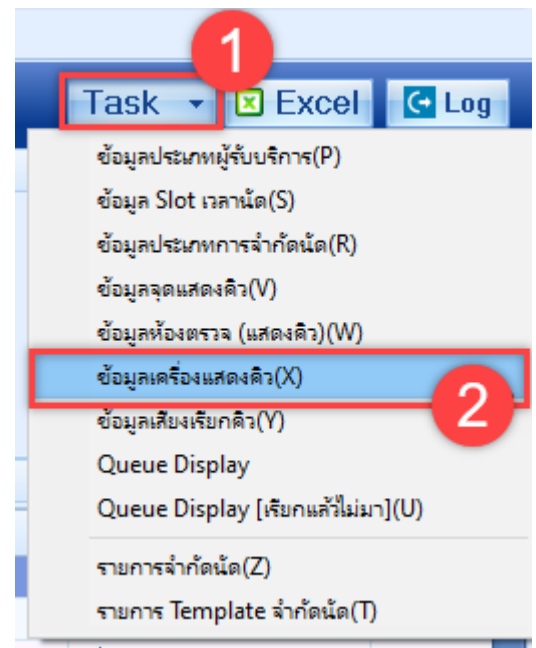 1
Task Excel Log
ข้อมูลประเภทผู้รับบริการ(P)
ข้อมูล Slot เวลานัด(S)
ข้อมูลประเภทการจำกัดนัด(R)
ข้อมูลจุดแสดงคิว(V)
ข้อมูลห้องตรวจ (แสดงคิว)(W)
ข้อมูลเครื่องแสดงคิว(X)
2
ข้อมูลเสียงเรียกคิว(Y)
Queue Display
Queue Display [เรียกแล้วไม่มา](U)
รายการจำกัดนัด(Z)
รายการ Template จำกัดนัด(T)